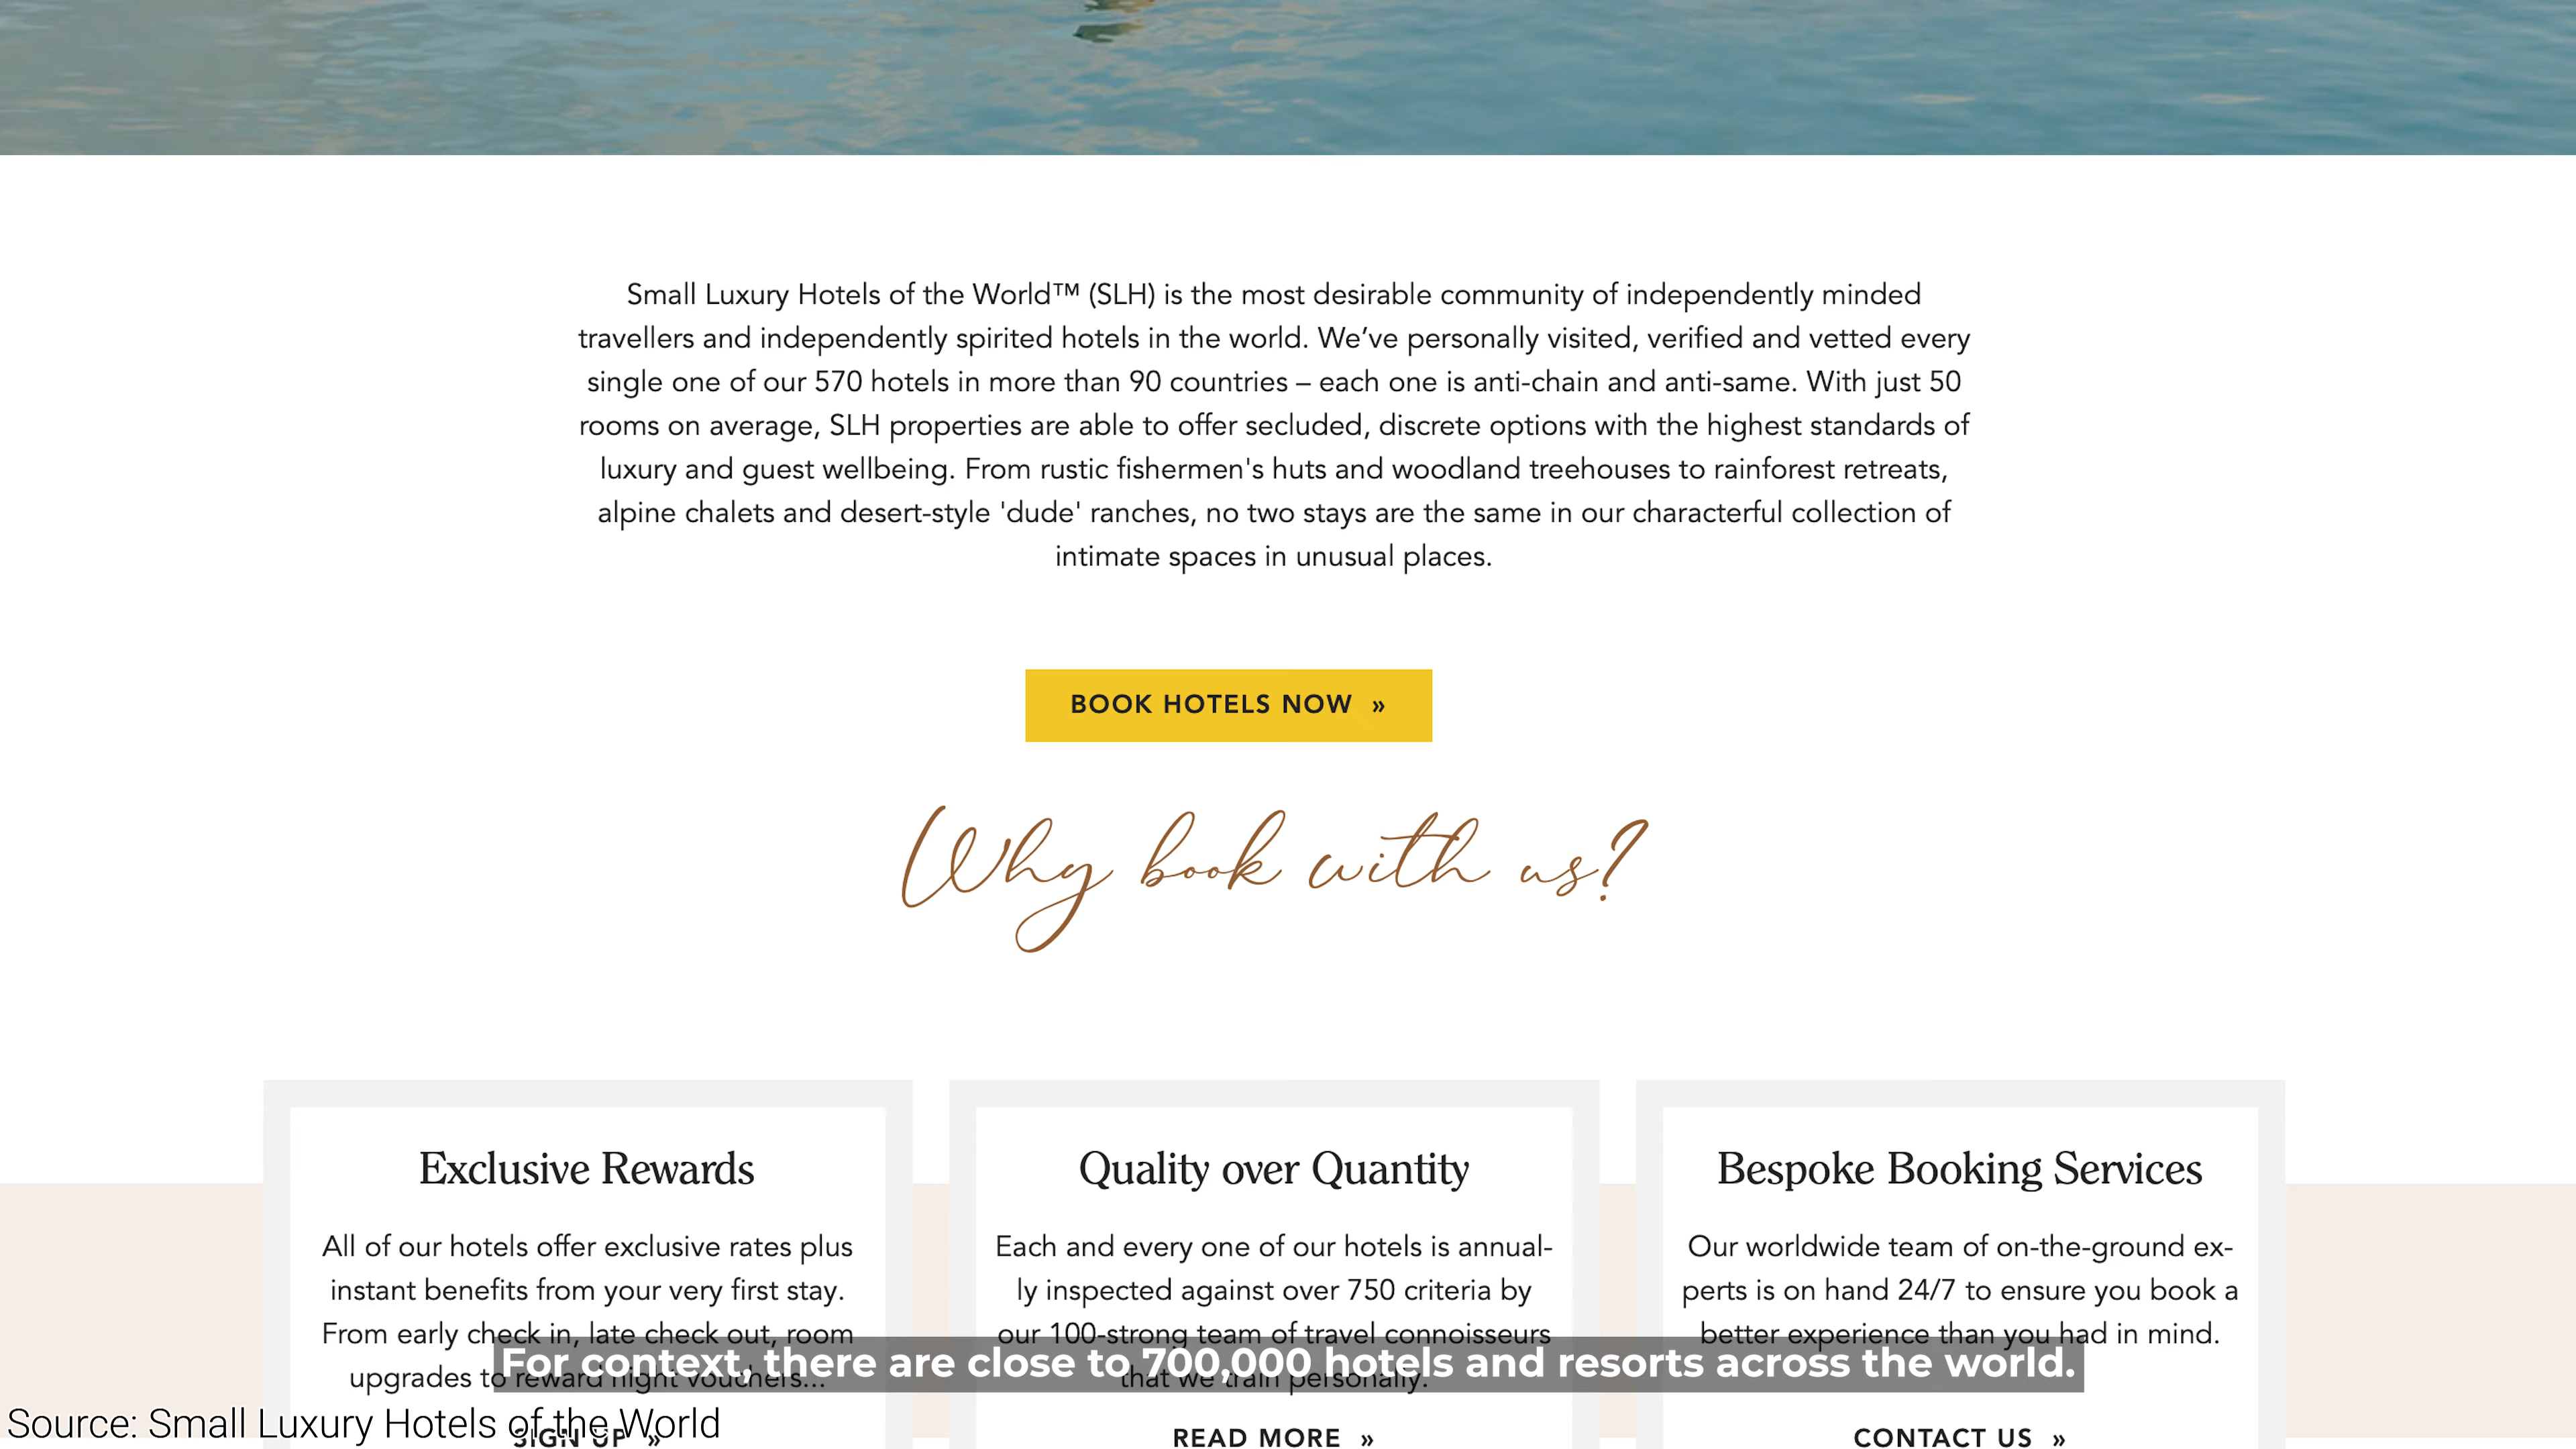 Small Luxury Hotels of the World™ (SLH) is the most desirable community of independently minded
travellers and independently spirited hotels in the world. We’ve personally visited, verified and vetted every
single one of our 570 hotels in more than 90 countries – each one is anti-chain and anti-same. With just 50
rooms on average, SLH properties are able to offer secluded, discrete options with the highest standards of
luxury and guest wellbeing. From rustic fishermen's huts and woodland treehouses to rainforest retreats,
alpine chalets and desert-style 'dude' ranches, no two stays are the same in our characterful collection of
intimate spaces in unusual places.
BOOK HOTELS NOW »
Why book with us?
Exclusive Rewards
All of our hotels offer exclusive rates plus
instant benefits from your very first stay.
From early check in, late check out, room
upgrades to reward night vouchers...
SIGN UP »
Quality over Quantity
Each and every one of our hotels is annual-
ly inspected against over 750 criteria by
our 100-strong team of travel connoisseurs
that we train personally.
READ MORE »
Bespoke Booking Services
Our worldwide team of on-the-ground ex-
perts is on hand 24/7 to ensure you book a
better experience than you had in mind.
CONTACT US »
For context, there are close to 700,000 hotels and resorts across the world.
Source: Small Luxury Hotels of the World